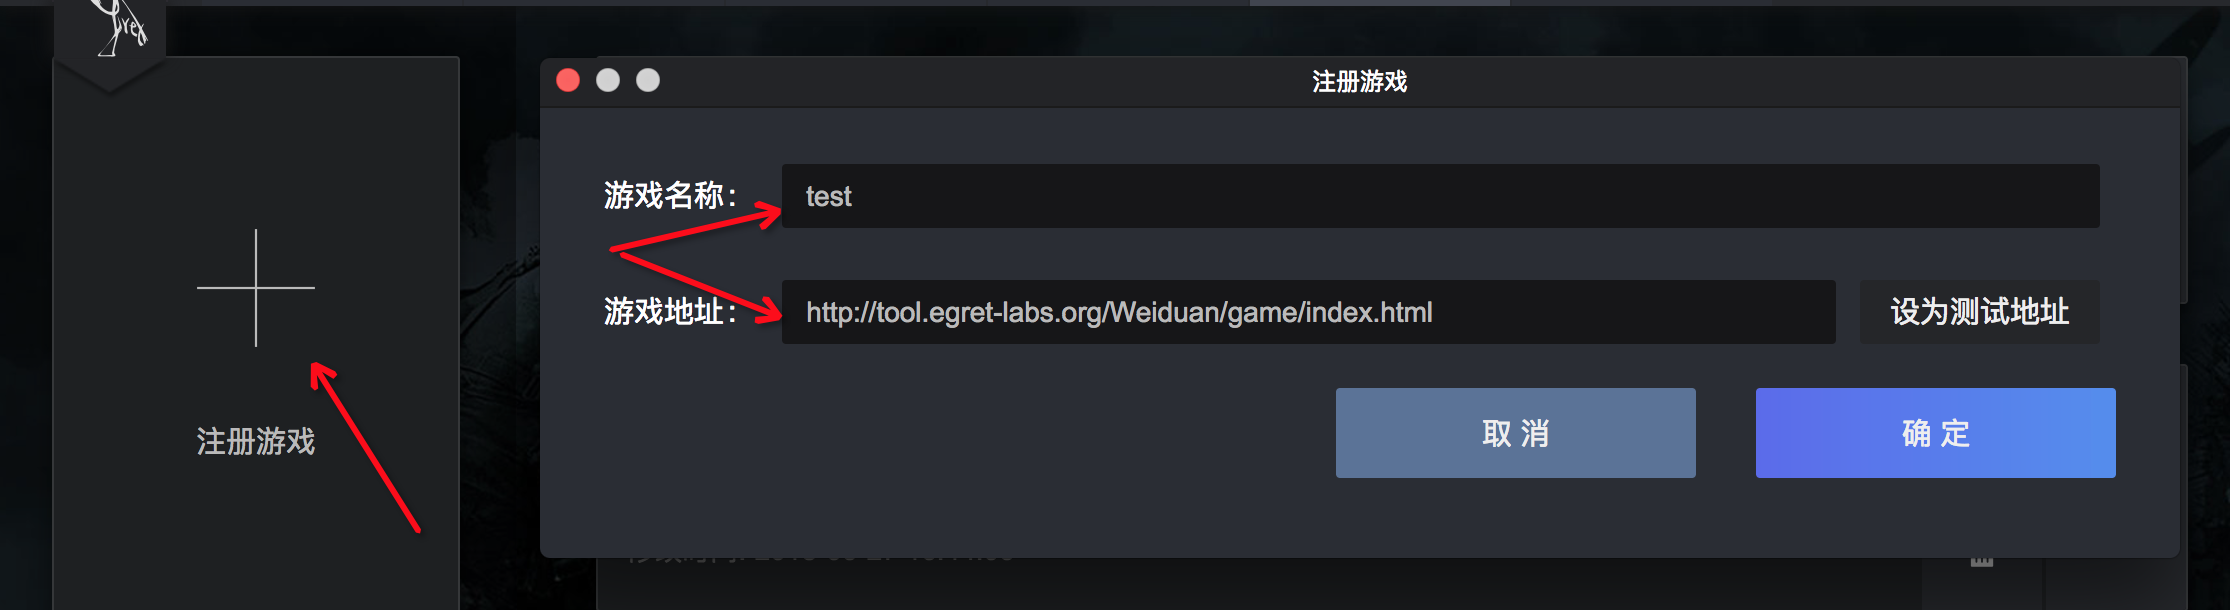 注册游戏
游戏名称：
test
游戏地址：
http://tool.egret-labs.org/Weiduan/game/index.html
设为测试地址
取 消
确 定
注册游戏